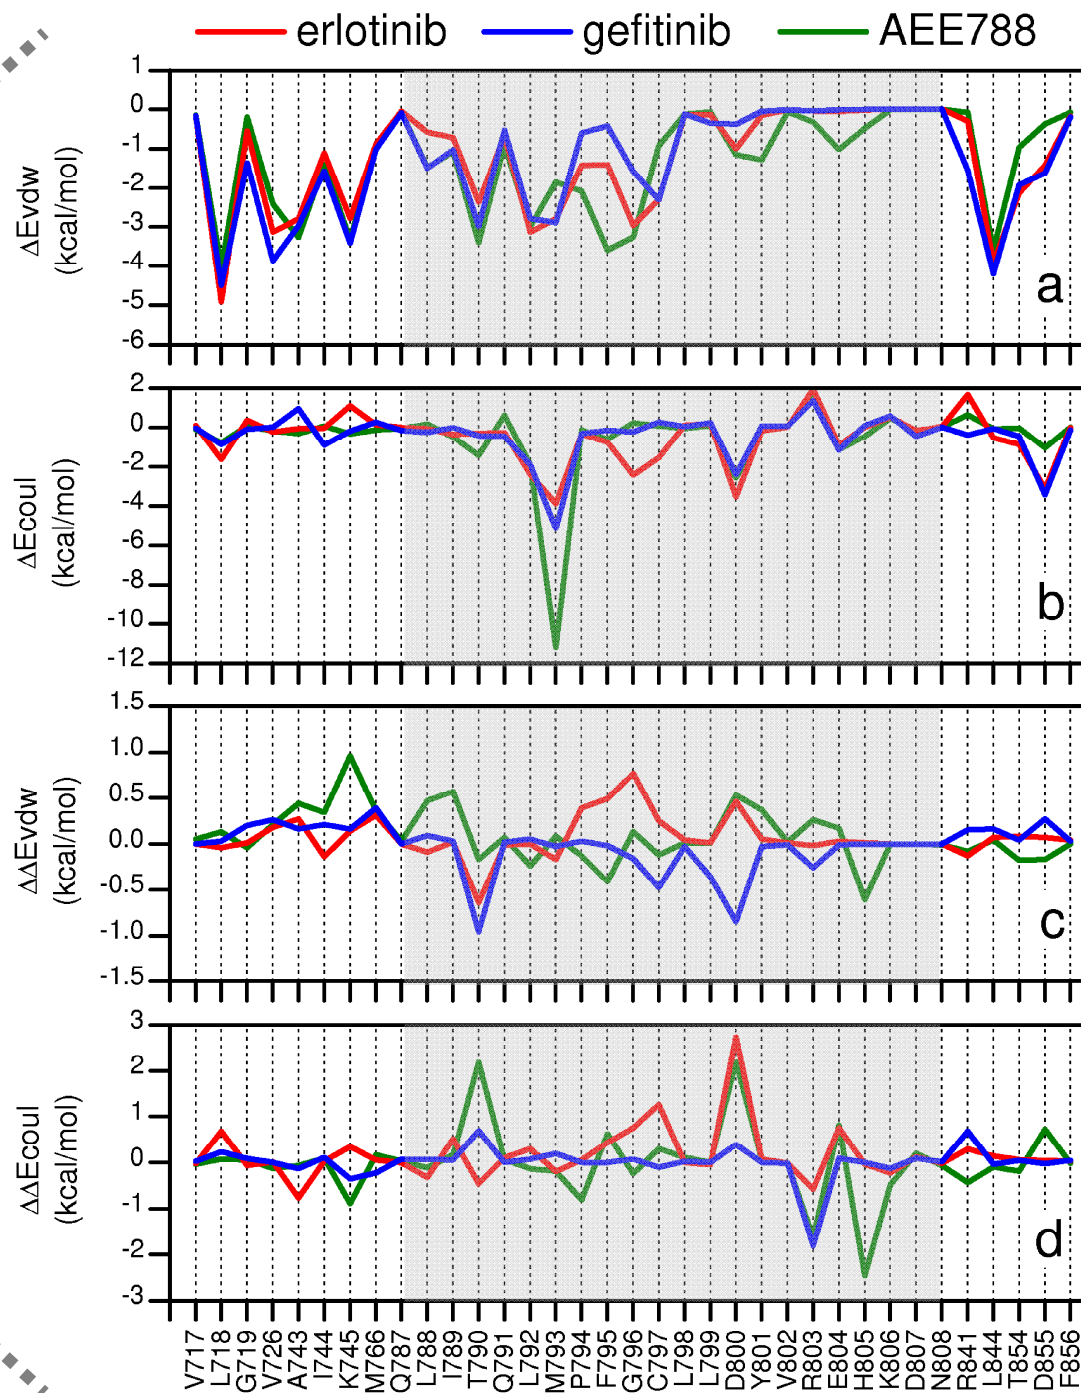 erlotinib gefitinib AEE788
1
0
-1
-2
-3
-4
-5
-6
ΔEvdw
(kcal/mol)
a
2
0
-2
-4
-6
-8
-10
-12
ΔEcoul
(kcal/mol)
b
1.5
1.0
0.5
0.0
-0.5
-1.0
-1.5
ΔΔEvdw
(kcal/mol)
c
3
2
1
0
-1
-2
-3
ΔΔEcoul
(kcal/mol)
d
V717
L718
G719
V726
A743
I744
K745
M766
Q787
L788
I789
T790
Q791
L792
M793
P794
F795
G796
C797
L798
L799
D800
Y801
V802
R803
E804
H805
K806
D807
N808
R841
L844
T854
D855
F856